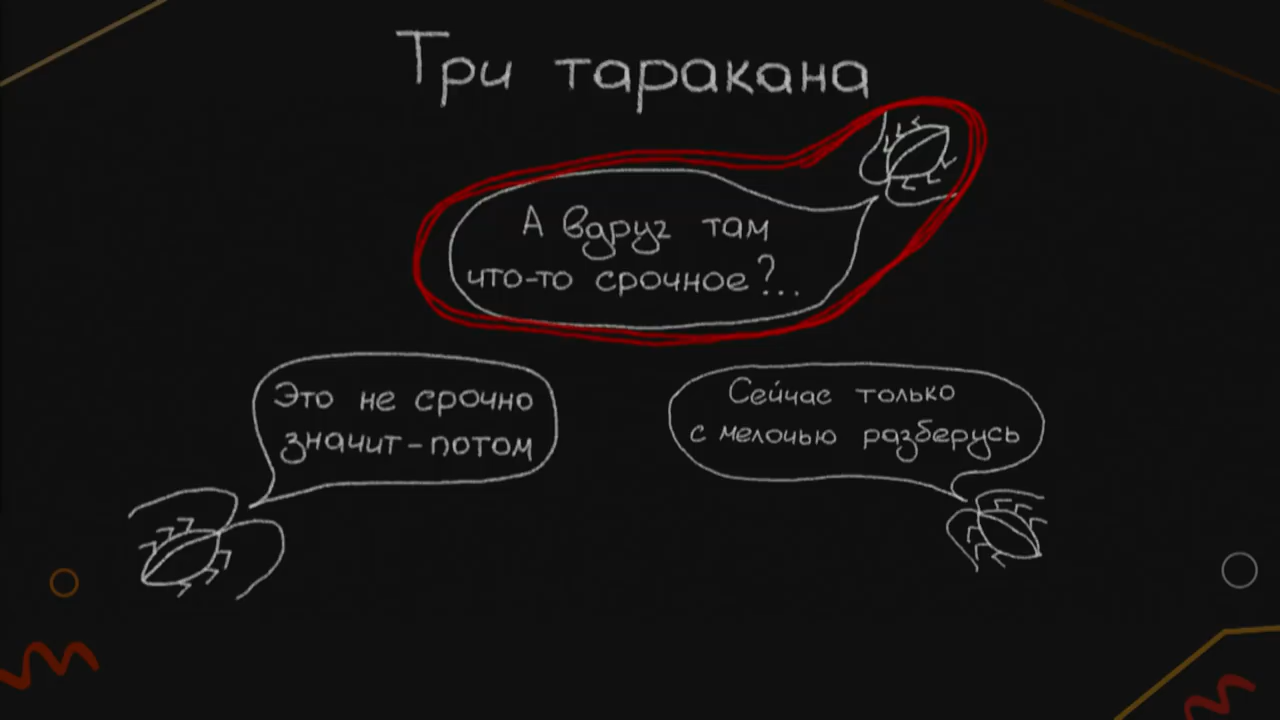 Три таракана
А вдруг там
что-то срочное?...
Это не срочно
значит-потом
Сейчас только
с мелочью разберусь